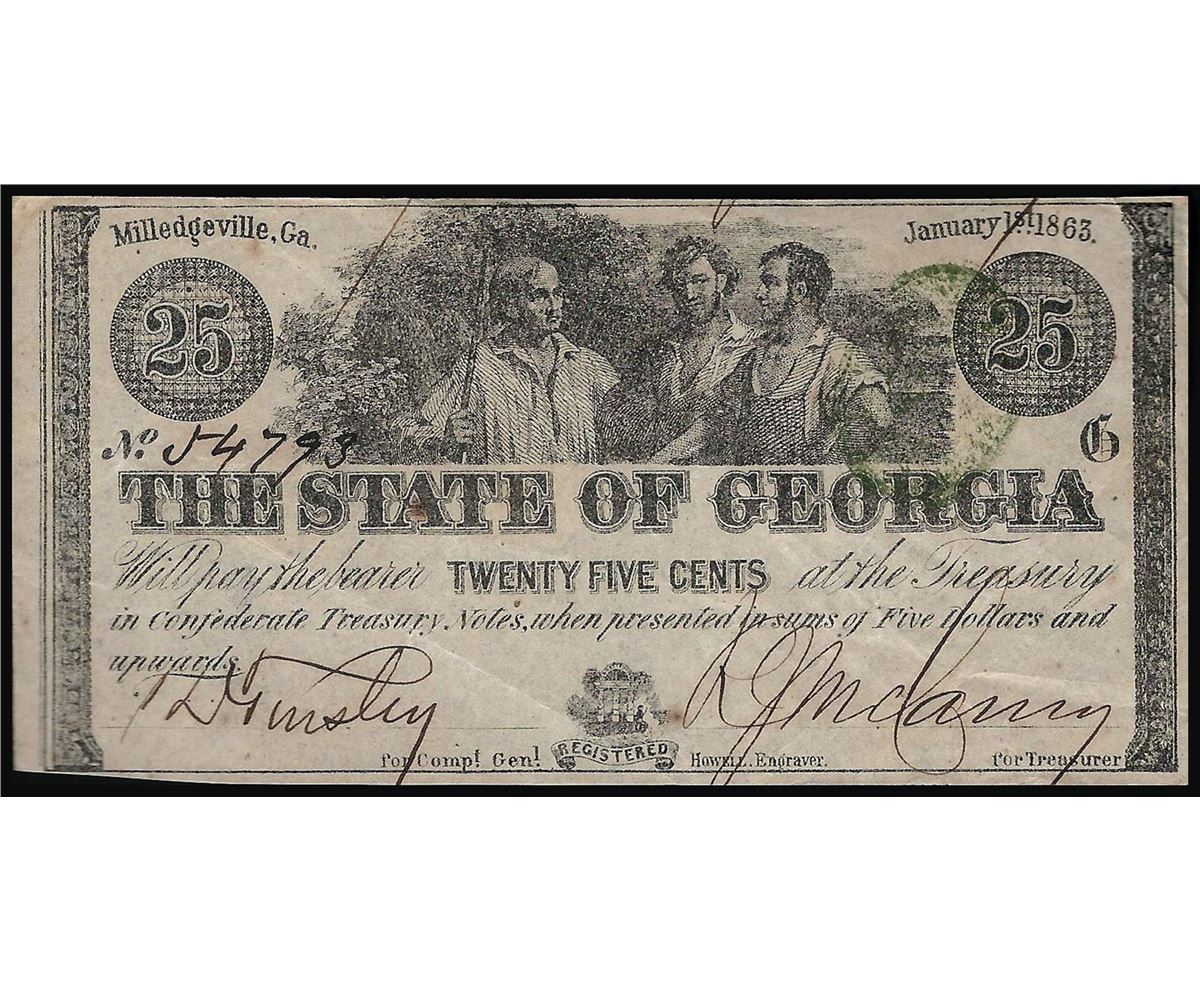 Milledgeville, Ga. January 1st. 1863.
25 25
No. 54793 G
THE STATE OF GEORGIA
Will pay the bearer TWENTY FIVE CENTS at the Treasury
in Confederate Treasury Notes, when presented in sums of Five Dollars and
upwards.
Tinsley
for Compt. Genl. REGISTERED HOWELL. Engraver. for Treasurer